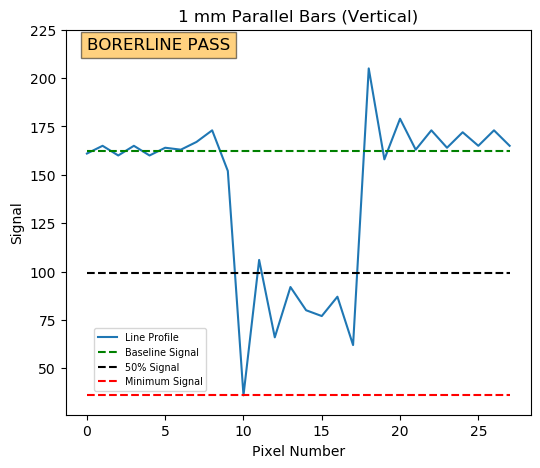 1 mm Parallel Bars (Vertical)
BORERLINE PASS
225
200
175
150
125
100
75
50
Signal
Line Profile
Baseline Signal
50% Signal
Minimum Signal
0 5 10 15 20 25
Pixel Number